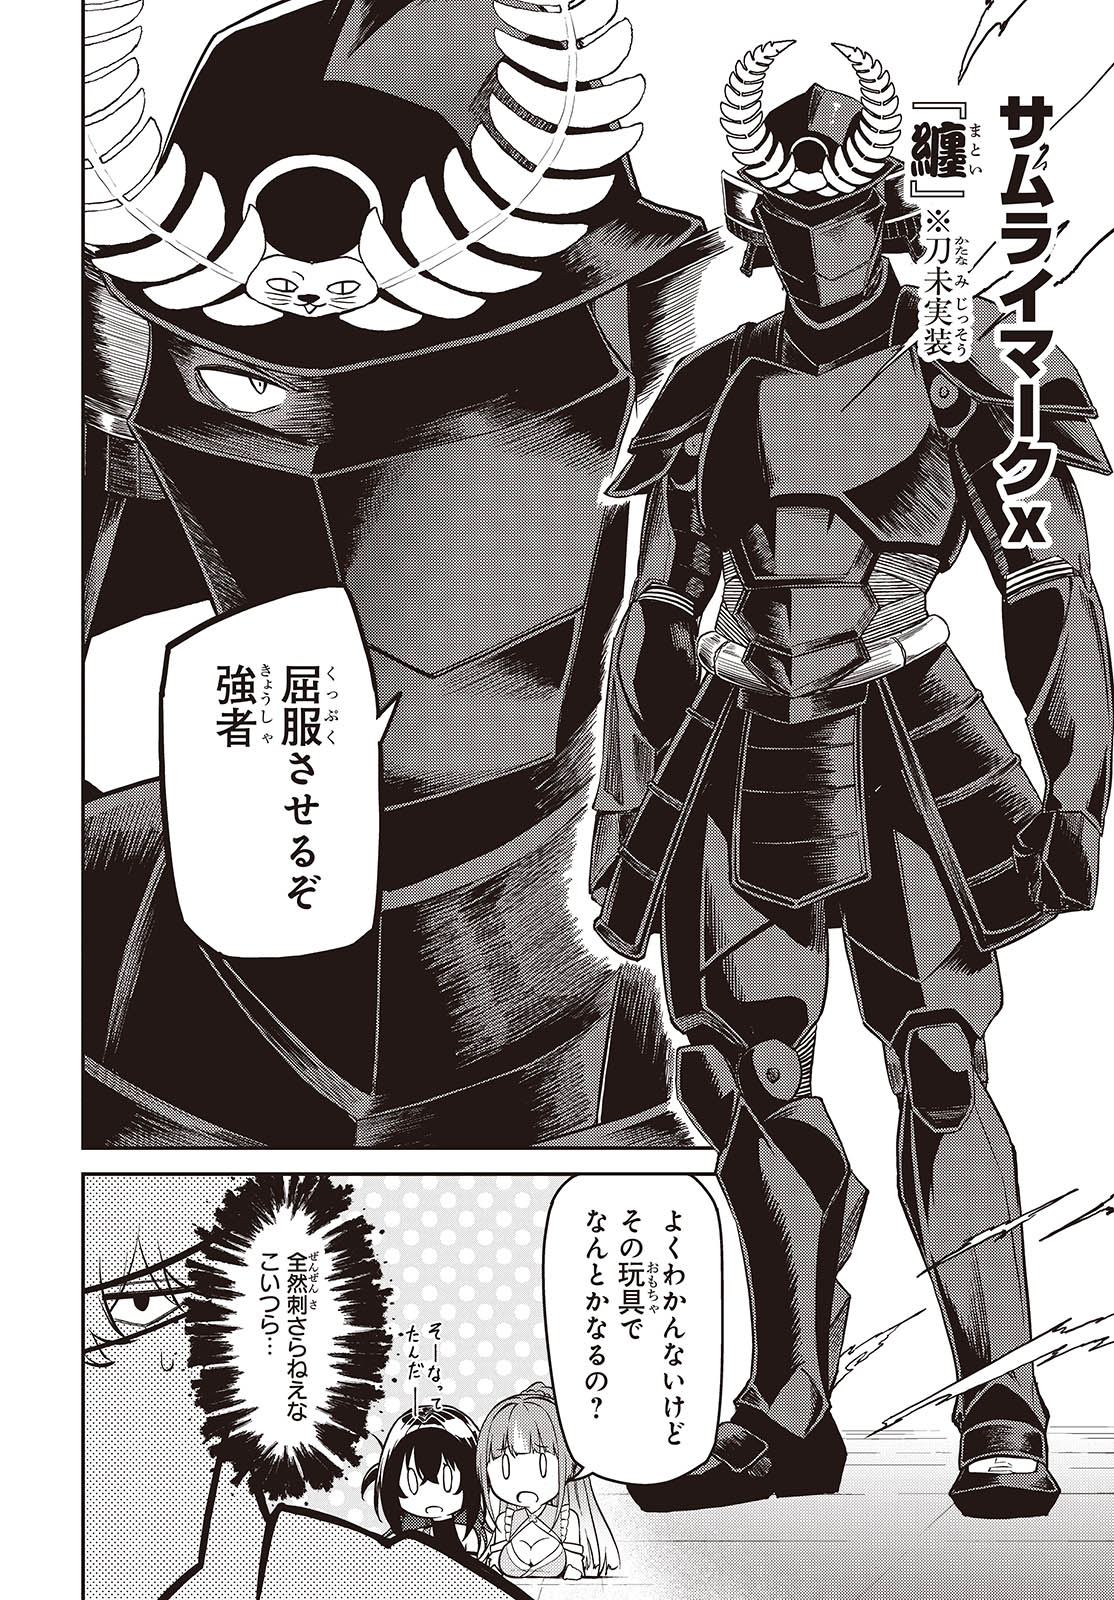 サムライマークX
『纏』※刀未実装
屈服させるぞ
強者
よくわかんないけど
その玩具で
なんとかなるの？
そーなって
たんだ―
全然刺さらねえな
こいつら…